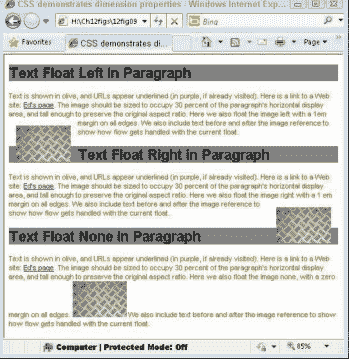 CSS demonstrates dimension properties - Windows Internet Exp...
H:\Ch12figs\12fig09
Bing
Favorites
CSS demonstrates di...
Page
Text Float Left in Paragraph
Text is shown in olive, and URLs appear underlined (in purple, if already visited). Here is a link to a Web
site: Ed's page. The image should be sized to occupy 30 percent of the paragraph's horizontal display
area, and tall enough to preserve the original aspect ratio. Here we also float the image left with a 1em
margin on all edges. We also include text before and after the image reference to
show how flow gets handled with the current float.
Text Float Right in Paragraph
Text is shown in olive, and URLs appear underlined (in purple, if already visited). Here is a link to a Web
site: Ed's page. The image should be sized to occupy 30 percent of the paragraph's horizontal display
area, and tall enough to preserve the original aspect ratio. Here we also float the image right with a 1em
margin on all edges. We also include text before and after the image reference to
show how flow gets handled with the current float.
Text Float None in Paragraph
Text is shown in olive, and URLs appear underlined (in purple, if already visited). Here is a link to a Web
site: Ed's page. The image should be sized to occupy 30 percent of the paragraph's horizontal display
area, and tall enough to preserve the original aspect ratio. Here we also float the image none, with a zero
margin on all edges. We also include text before and after the image reference to
show how flow gets handled with the current float.
Computer | Protected Mode: Off
85%